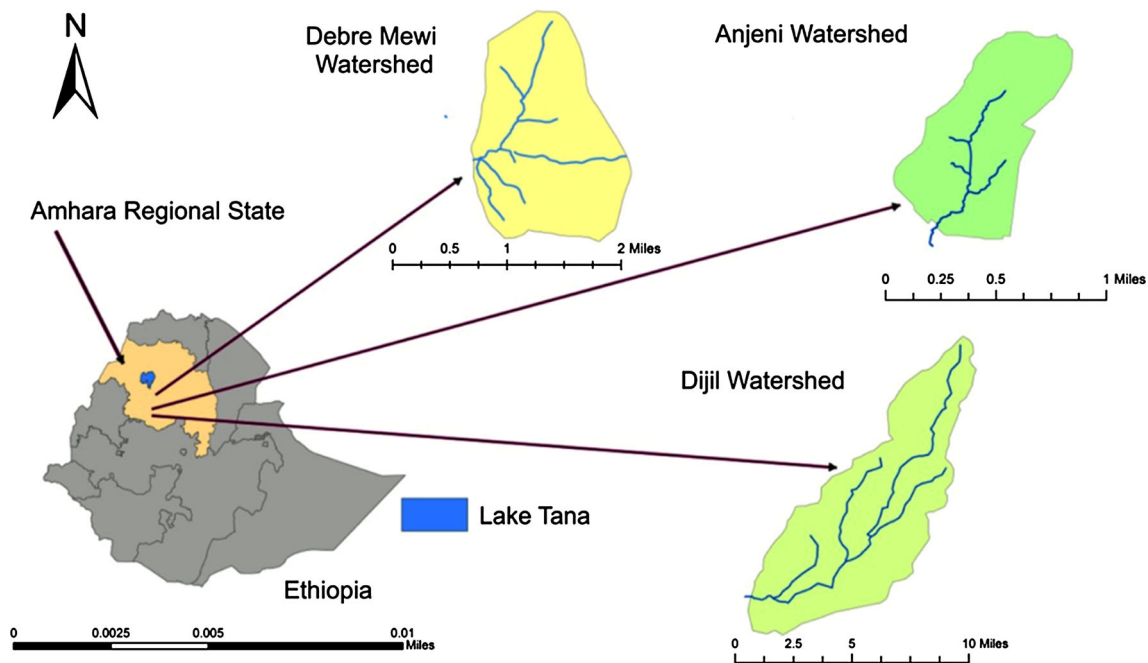 N
Debre Mewi
Watershed
Anjeni Watershed
Amhara Regional State
0 0.5 1 2 Miles
0 0.25 0.5 1 Miles
Dijil Watershed
Lake Tana
Ethiopia
0 0.0025 0.005 0.01
Miles
0 2.5 5 10 Miles